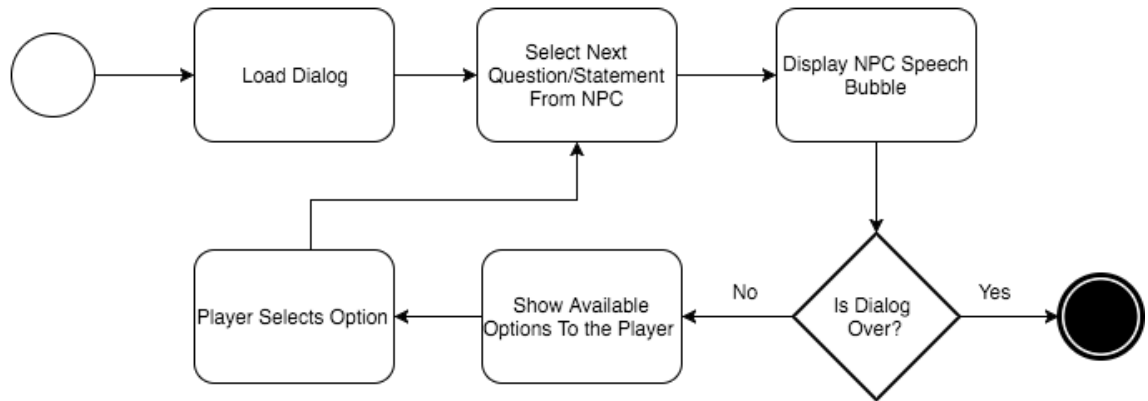 Load Dialog
Select Next
Question/Statement
From NPC
Display NPC Speech
Bubble
Is Dialog
Over?
Yes
No
Show Available
Options To the Player
Player Selects Option